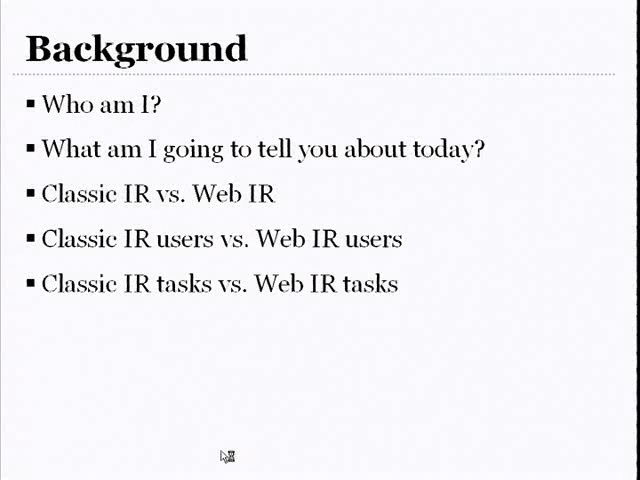 Background
Who am I?
What am I going to tell you about today?
Classic IR vs. Web IR
Classic IR users vs. Web IR users
Classic IR tasks vs. Web IR tasks